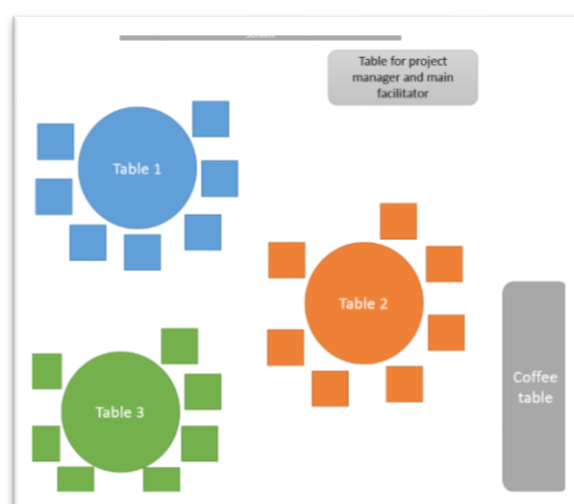 Table for project
manager and main
facilitator
Table 1
Table 2
Coffee
table
Table 3